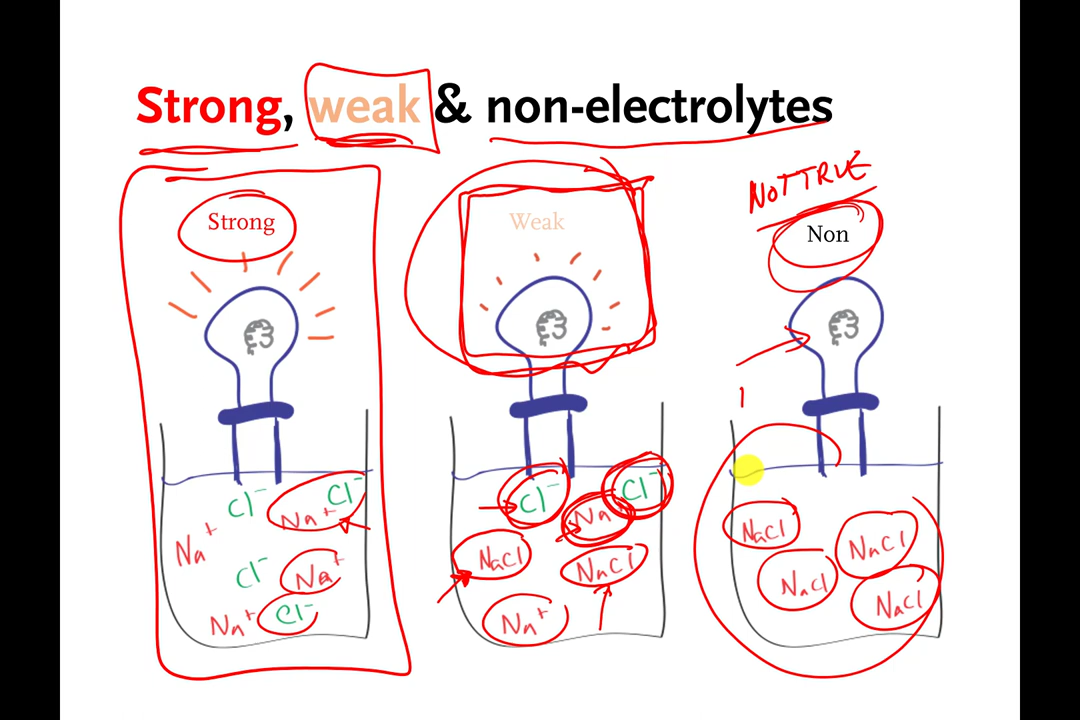 Strong, weak & non-electrolytes
NOT TRUE
Strong
Weak
Non
Cl⁻
Cl⁻
Na⁺
Na⁺
Cl⁻
Na⁺
Na⁺
Cl⁻
Cl⁻
Cl⁻
Na⁺
NaCl
NaCl
Na⁺
NaCl
NaCl
NaCl
NaCl